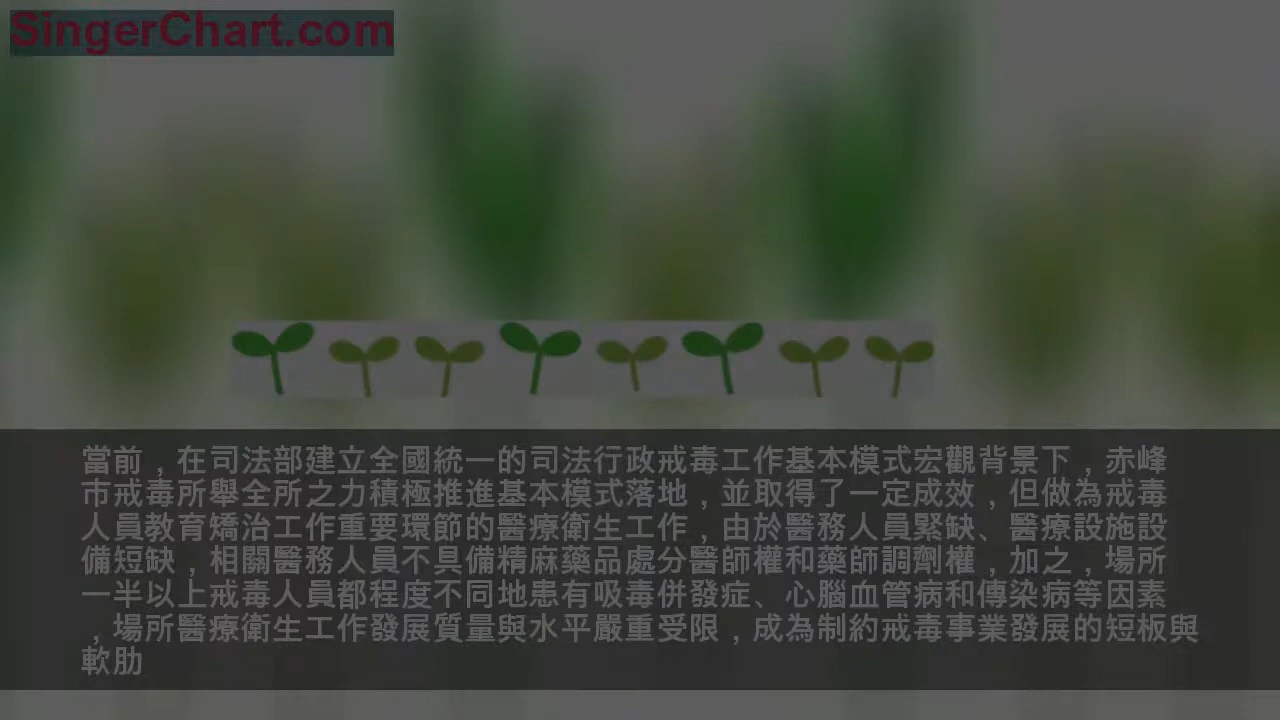 SingerChart.com
當前，在司法部建立全國統一的司法行政戒毒工作基本模式宏觀背景下，赤峰
市戒毒所舉全所之力積極推進基本模式落地，並取得了一定成效，但做為戒毒
人員教育矯治工作重要環節的醫療衛生工作，由於醫務人員緊缺、醫療設施設
備短缺，相關醫務人員不具備精麻藥品處分醫師權和藥師調劑權，加之，場所
一半以上戒毒人員都程度不同地患有吸毒併發症、心腦血管病和傳染病等因素
，場所醫療衛生工作發展質量與水平嚴重受限，成為制約戒毒事業發展的短板與
軟肋